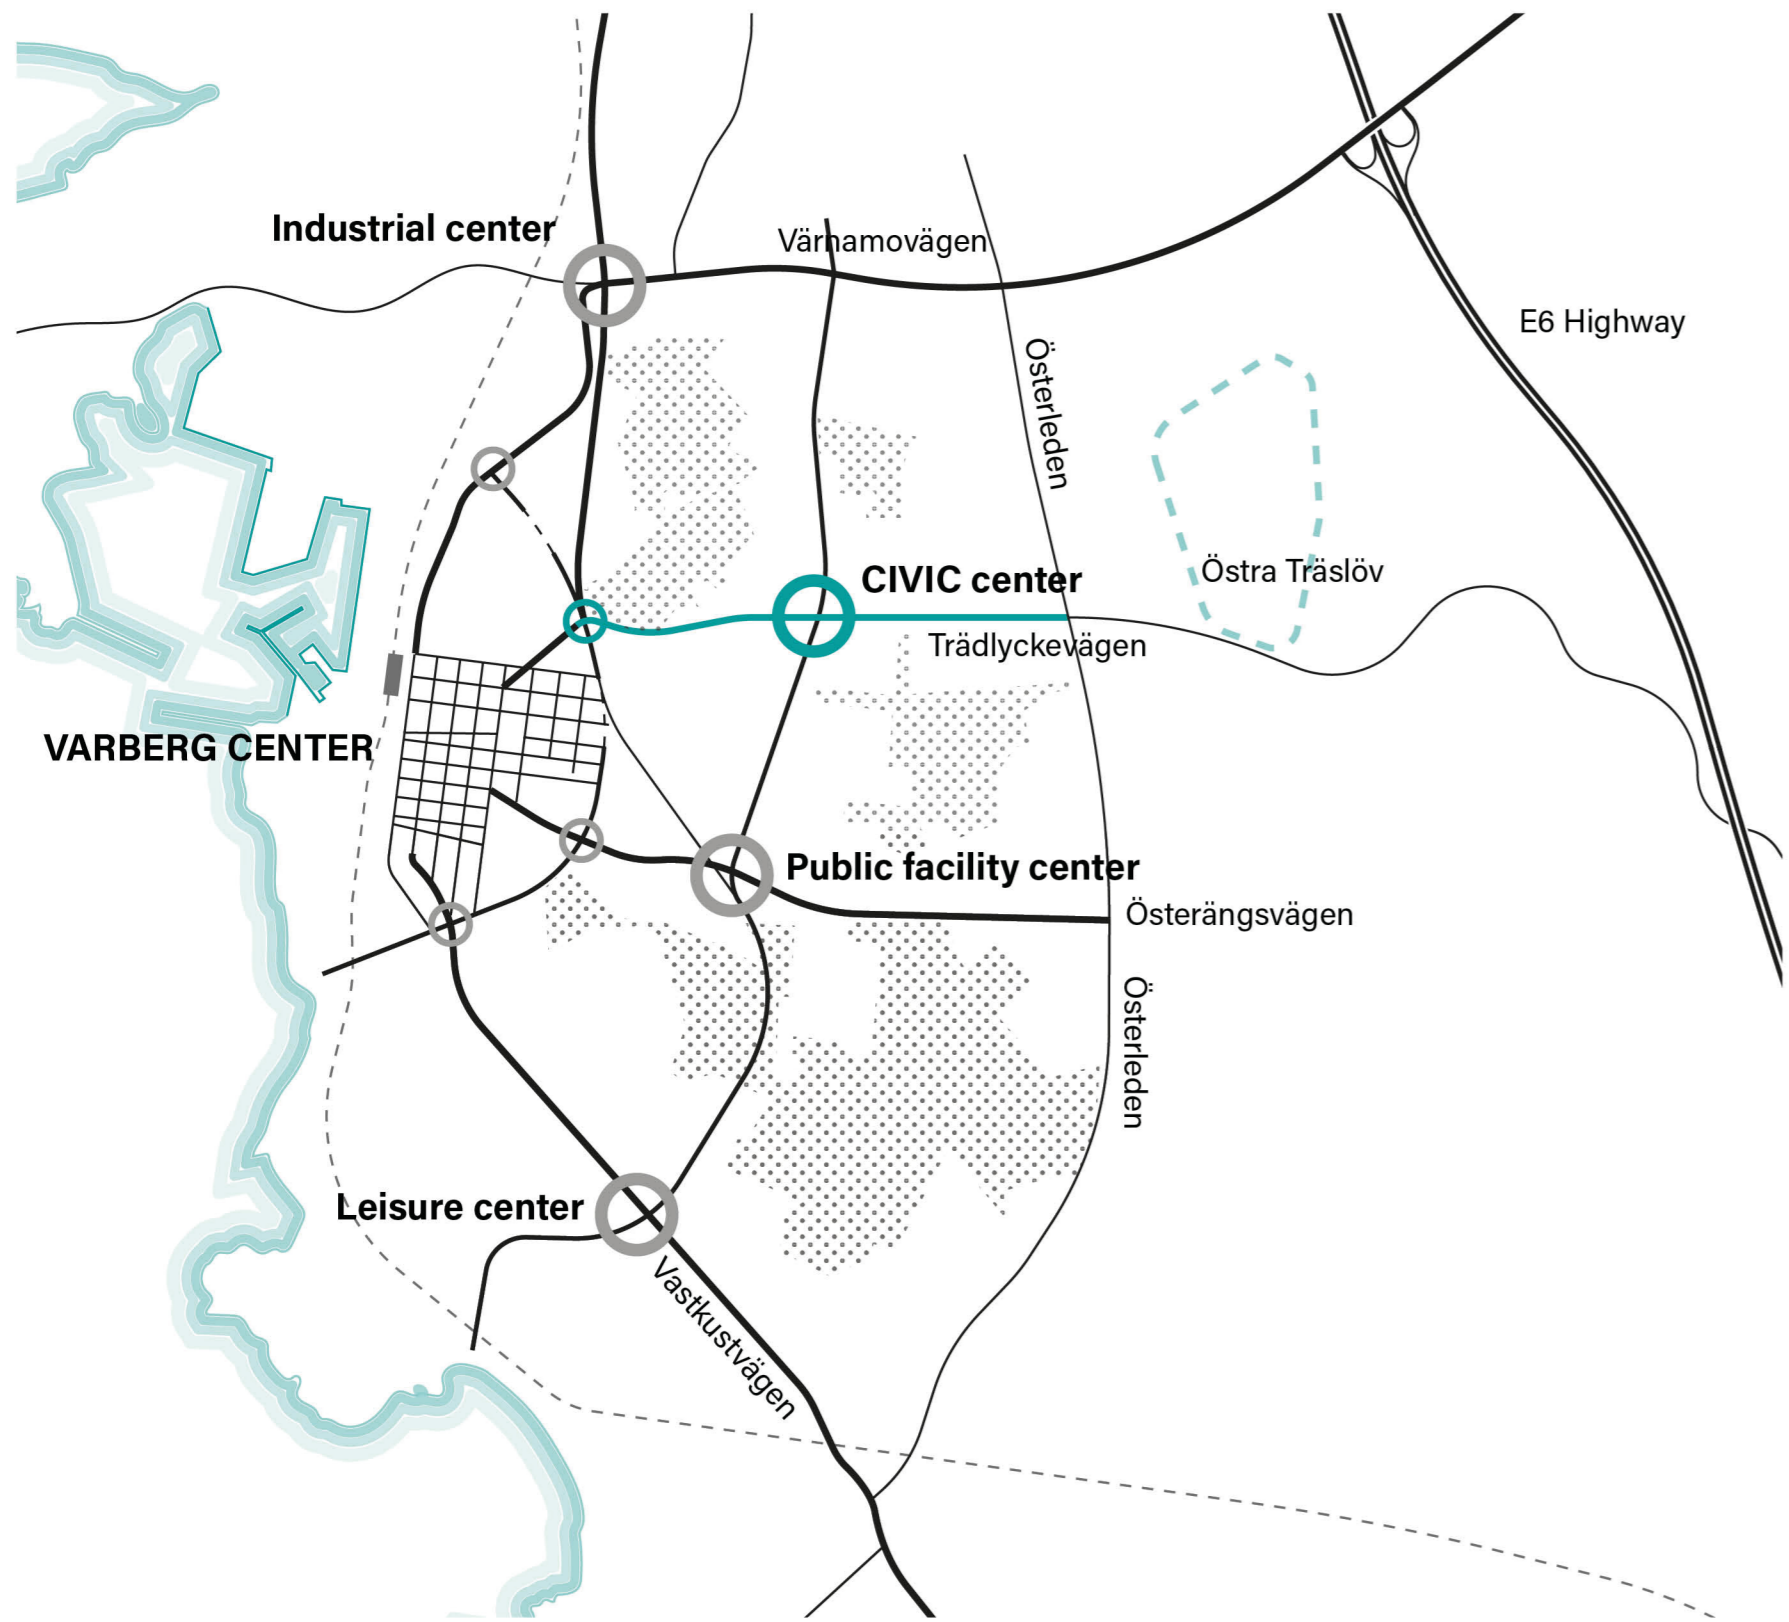 Industrial center
Värnamovägen
E6 Highway
Österleden
Östra Träslöv
CIVIC center
Trädlyckevägen
VARBERG CENTER
Public facility center
Österängsvägen
Österleden
Leisure center
Vastkustvägen